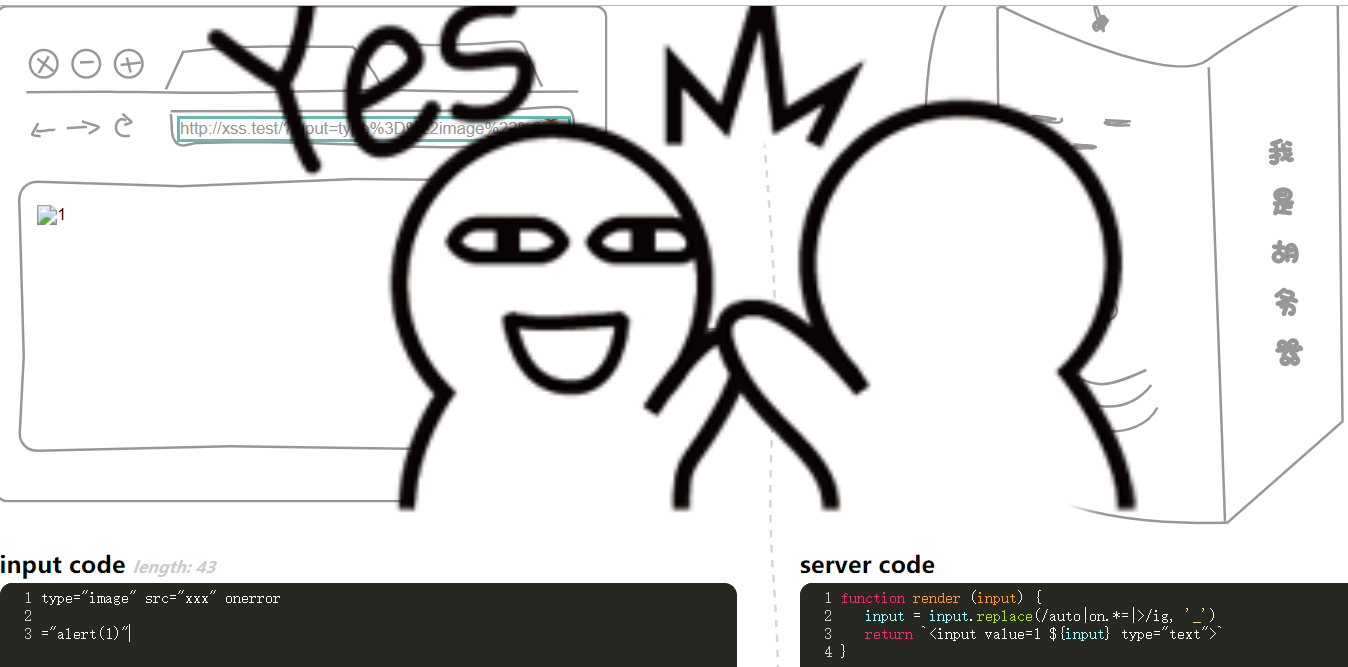 Yes
http://xss.test/?input=type%3D%22image%22%
1
我
是
胡
务
器
input code length: 43
1 type="image" src="xxx" onerror
2
3 ="alert(1)"
server code
1 function render (input) {
2 input = input.replace(/auto|on.*=|>/ig, '_')
3 return `<input value=1 ${input} type="text">`
4 }